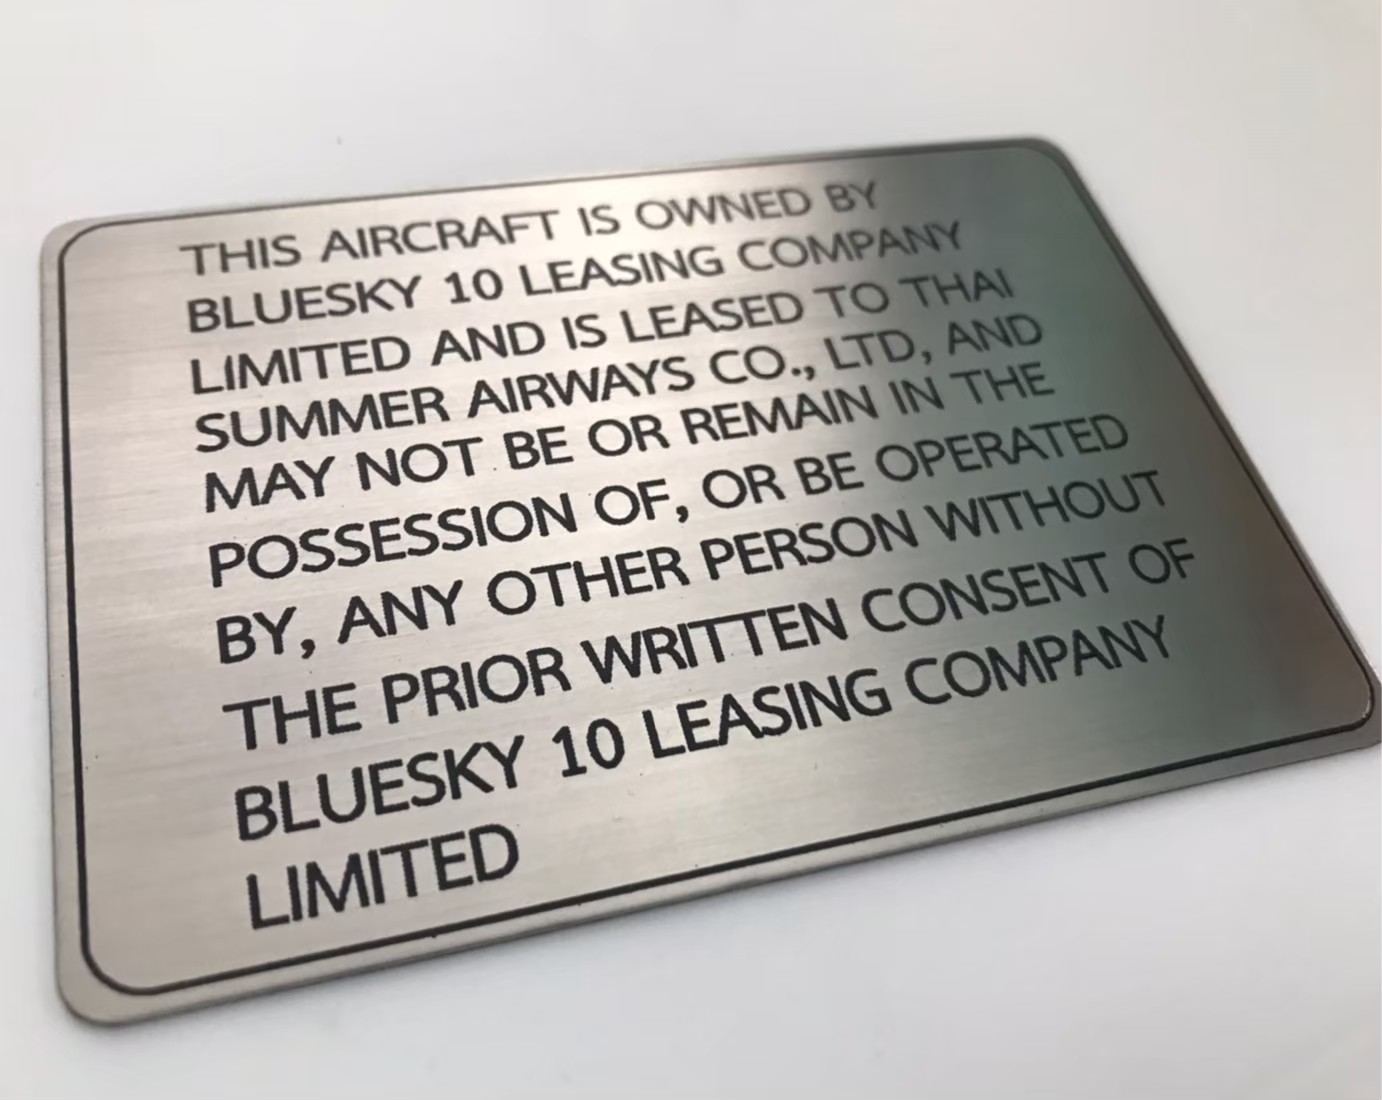 THIS AIRCRAFT IS OWNED BY
BLUESKY 10 LEASING COMPANY
LIMITED AND IS LEASED TO THAI
SUMMER AIRWAYS CO., LTD, AND
MAY NOT BE OR REMAIN IN THE
POSSESSION OF, OR BE OPERATED
BY, ANY OTHER PERSON WITHOUT
THE PRIOR WRITTEN CONSENT OF
BLUESKY 10 LEASING COMPANY
LIMITED